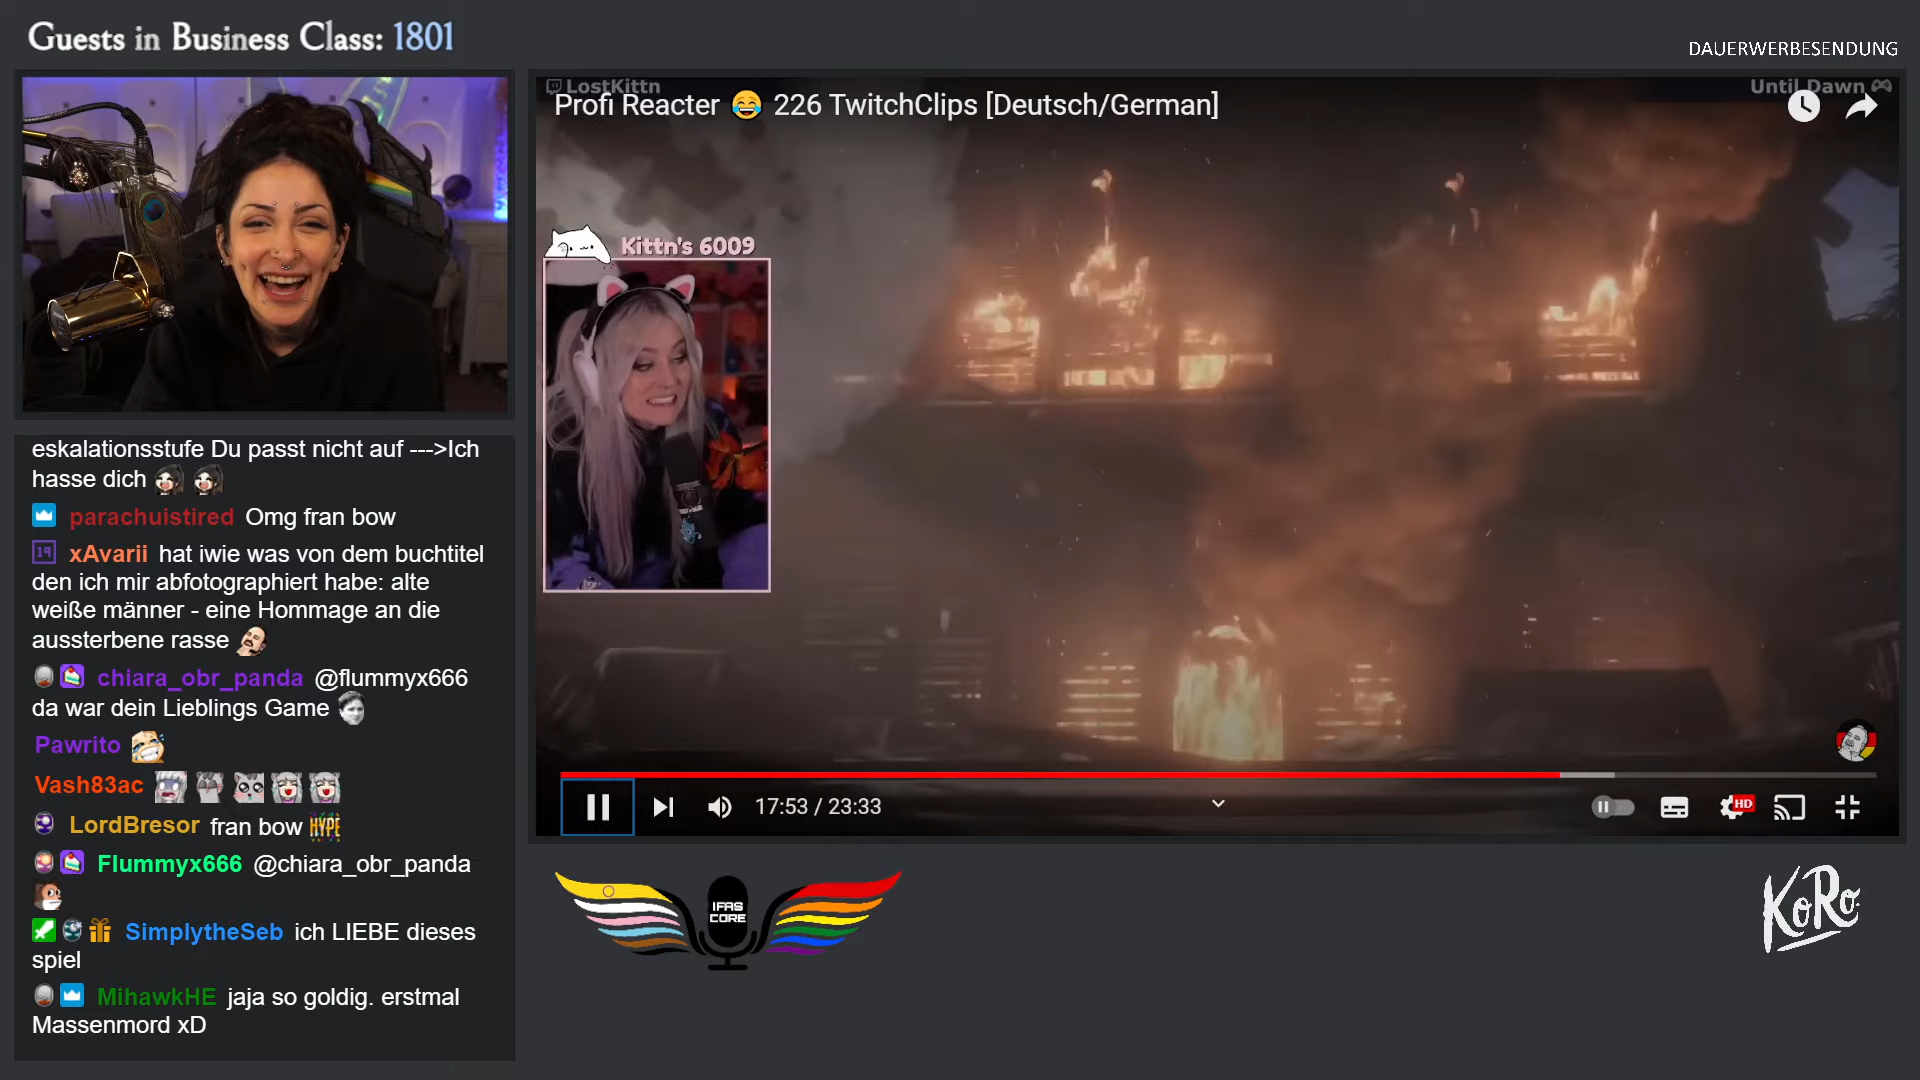 Guests in Business Class: 1801
DAUERWERBESENDUNG
LostKittn
Until Dawn
Profi Reacter 😂 226 TwitchClips [Deutsch/German]
Kittn's 6009
eskalationsstufe Du passt nicht auf --->Ich
hasse dich
parachuistired Omg fran bow
19 xAvarii hat iwie was von dem buchtitel
den ich mir abfotographiert habe: alte
weiße männer - eine Hommage an die
aussterbene rasse
chiara_obr_panda @flummyx666
da war dein Lieblings Game
Pawrito
Vash83ac
LordBresor fran bow HYPE
Flummyx666 @chiara_obr_panda
SimplytheSeb ich LIEBE dieses
spiel
MihawkHE jaja so goldig. erstmal
Massenmord xD
17:53 / 23:33
HD
IFAS
CORE
KoRo